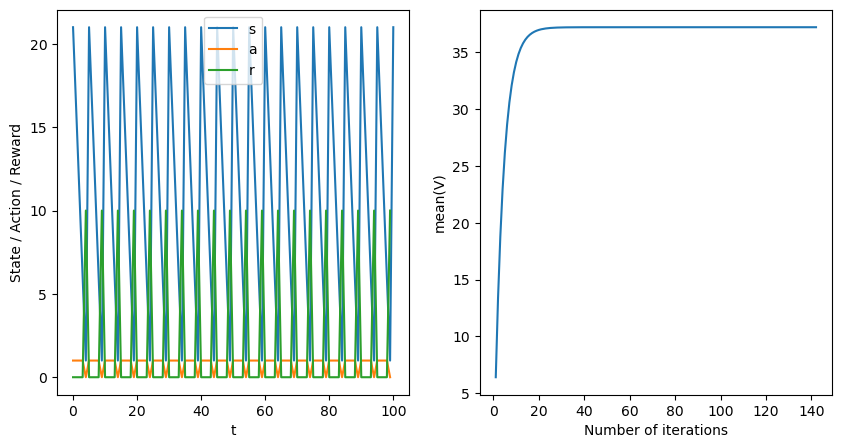 State / Action / Reward
20
15
10
5
0
s
a
r
0 20 40 60 80 100
t
mean(V)
35
30
25
20
15
10
5
0 20 40 60 80 100 120 140
Number of iterations